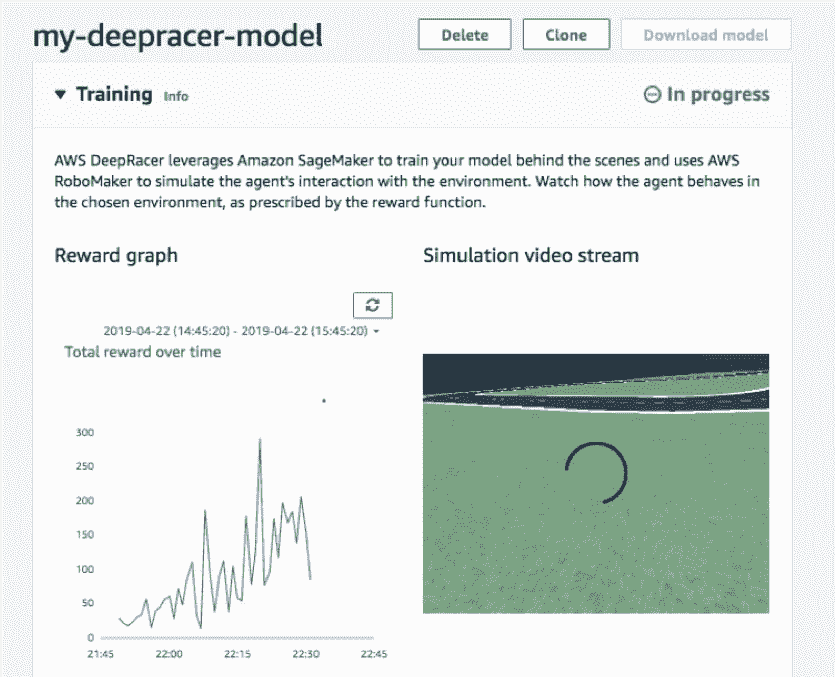 my-deepracer-model
Delete
Clone
Download model
Training Info
In progress
AWS DeepRacer leverages Amazon SageMaker to train your model behind the scenes and uses AWS
RoboMaker to simulate the agent's interaction with the environment. Watch how the agent behaves in
the chosen environment, as prescribed by the reward function.
Reward graph
Simulation video stream
2019-04-22 (14:45:20) - 2019-04-22 (15:45:20)
Total reward over time
300
250
200
150
100
50
0
21:45 22:00 22:15 22:30 22:45